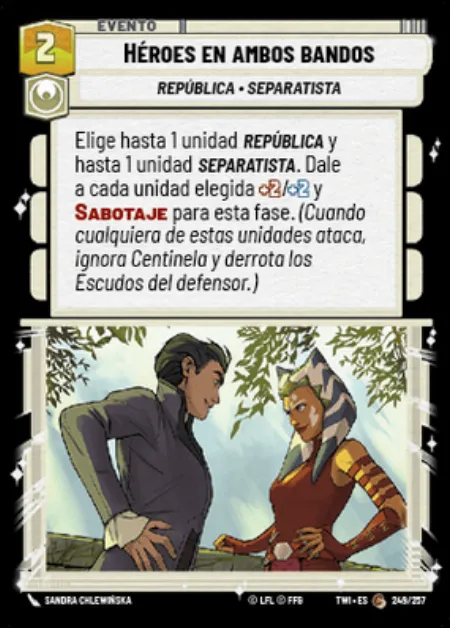 EVENTO
2
HÉROES EN AMBOS BANDOS
REPÚBLICA • SEPARATISTA
Elige hasta 1 unidad REPÚBLICA y
hasta 1 unidad SEPARATISTA. Dale
a cada unidad elegida +2/+2 y
SABOTAJE para esta fase. (Cuando
cualquiera de estas unidades ataca,
ignora Centinela y derrota los
Escudos del defensor.)
SANDRA CHLEWIŃSKA
© LFL © FFG
TWI • ES
C
249/257